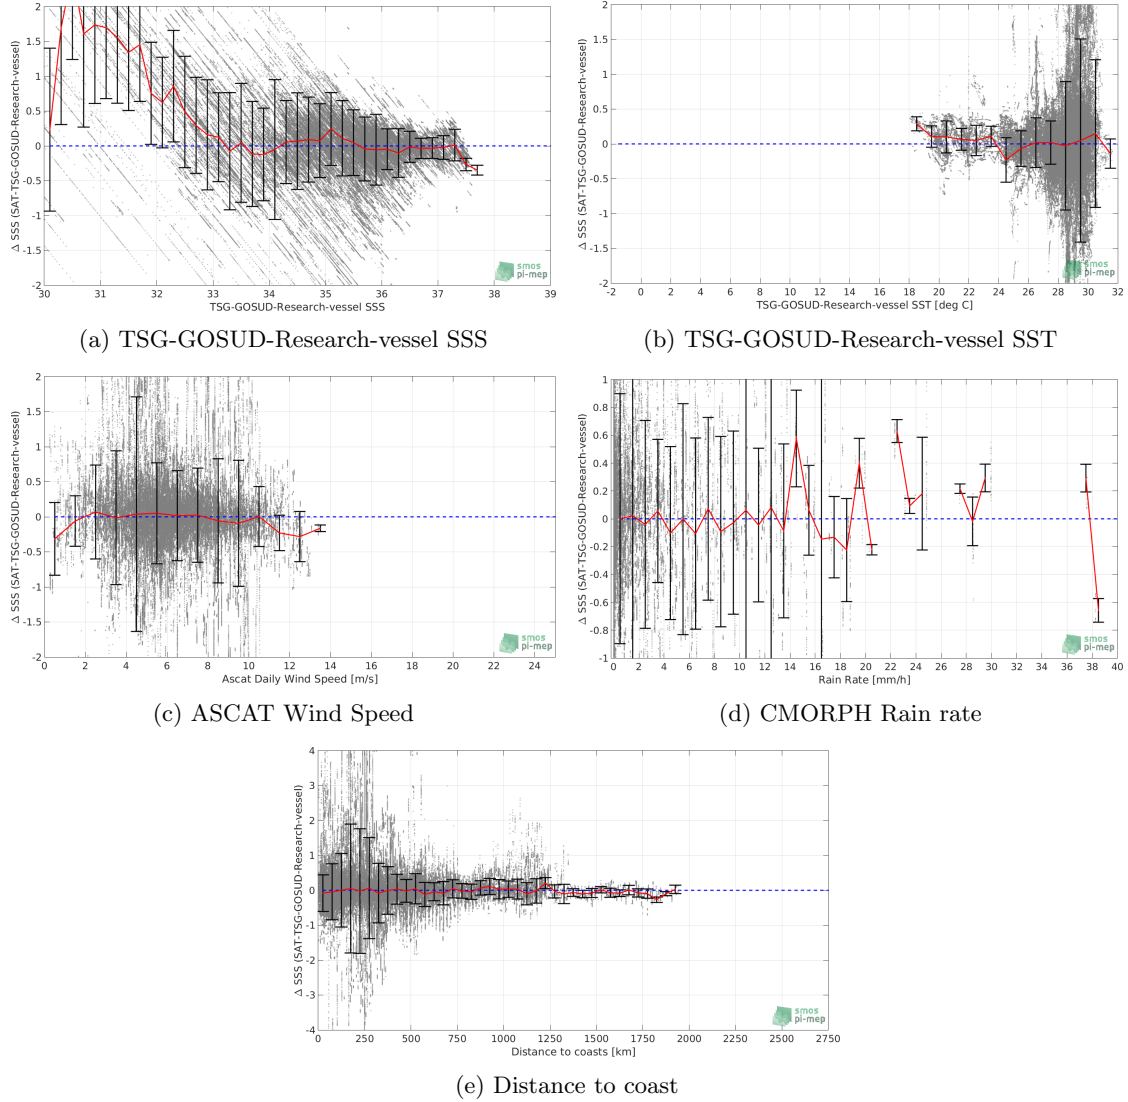 2
1.5
1
0.5
0
-0.5
-1
-1.5
-2
Δ SSS (SAT-TSG-GOSUD-Research-vessel)
30 31 32 33 34 35 36 37 38 39
TSG-GOSUD-Research-vessel SSS
smos
pi-mep
(a) TSG-GOSUD-Research-vessel SSS
2
1.5
1
0.5
0
-0.5
-1
-1.5
-2
Δ SSS (SAT-TSG-GOSUD-Research-vessel)
-2 0 2 4 6 8 10 12 14 16 18 20 22 24 26 28 30 32
TSG-GOSUD-Research-vessel SST [deg C]
smos
pi-mep
(b) TSG-GOSUD-Research-vessel SST
2
1.5
1
0.5
0
-0.5
-1
-1.5
-2
Δ SSS (SAT-TSG-GOSUD-Research-vessel)
0 2 4 6 8 10 12 14 16 18 20 22 24
Ascat Daily Wind Speed [m/s]
smos
pi-mep
(c) ASCAT Wind Speed
1
0.8
0.6
0.4
0.2
0
-0.2
-0.4
-0.6
-0.8
-1
Δ SSS (SAT-TSG-GOSUD-Research-vessel)
0 2 4 6 8 10 12 14 16 18 20 22 24 26 28 30 32 34 36 38 40
Rain Rate [mm/h]
smos
pi-mep
(d) CMORPH Rain rate
4
3
2
1
0
-1
-2
-3
-4
Δ SSS (SAT-TSG-GOSUD-Research-vessel)
0 250 500 750 1000 1250 1500 1750 2000 2250 2500 2750
Distance to coasts [km]
smos
pi-mep
(e) Distance to coast